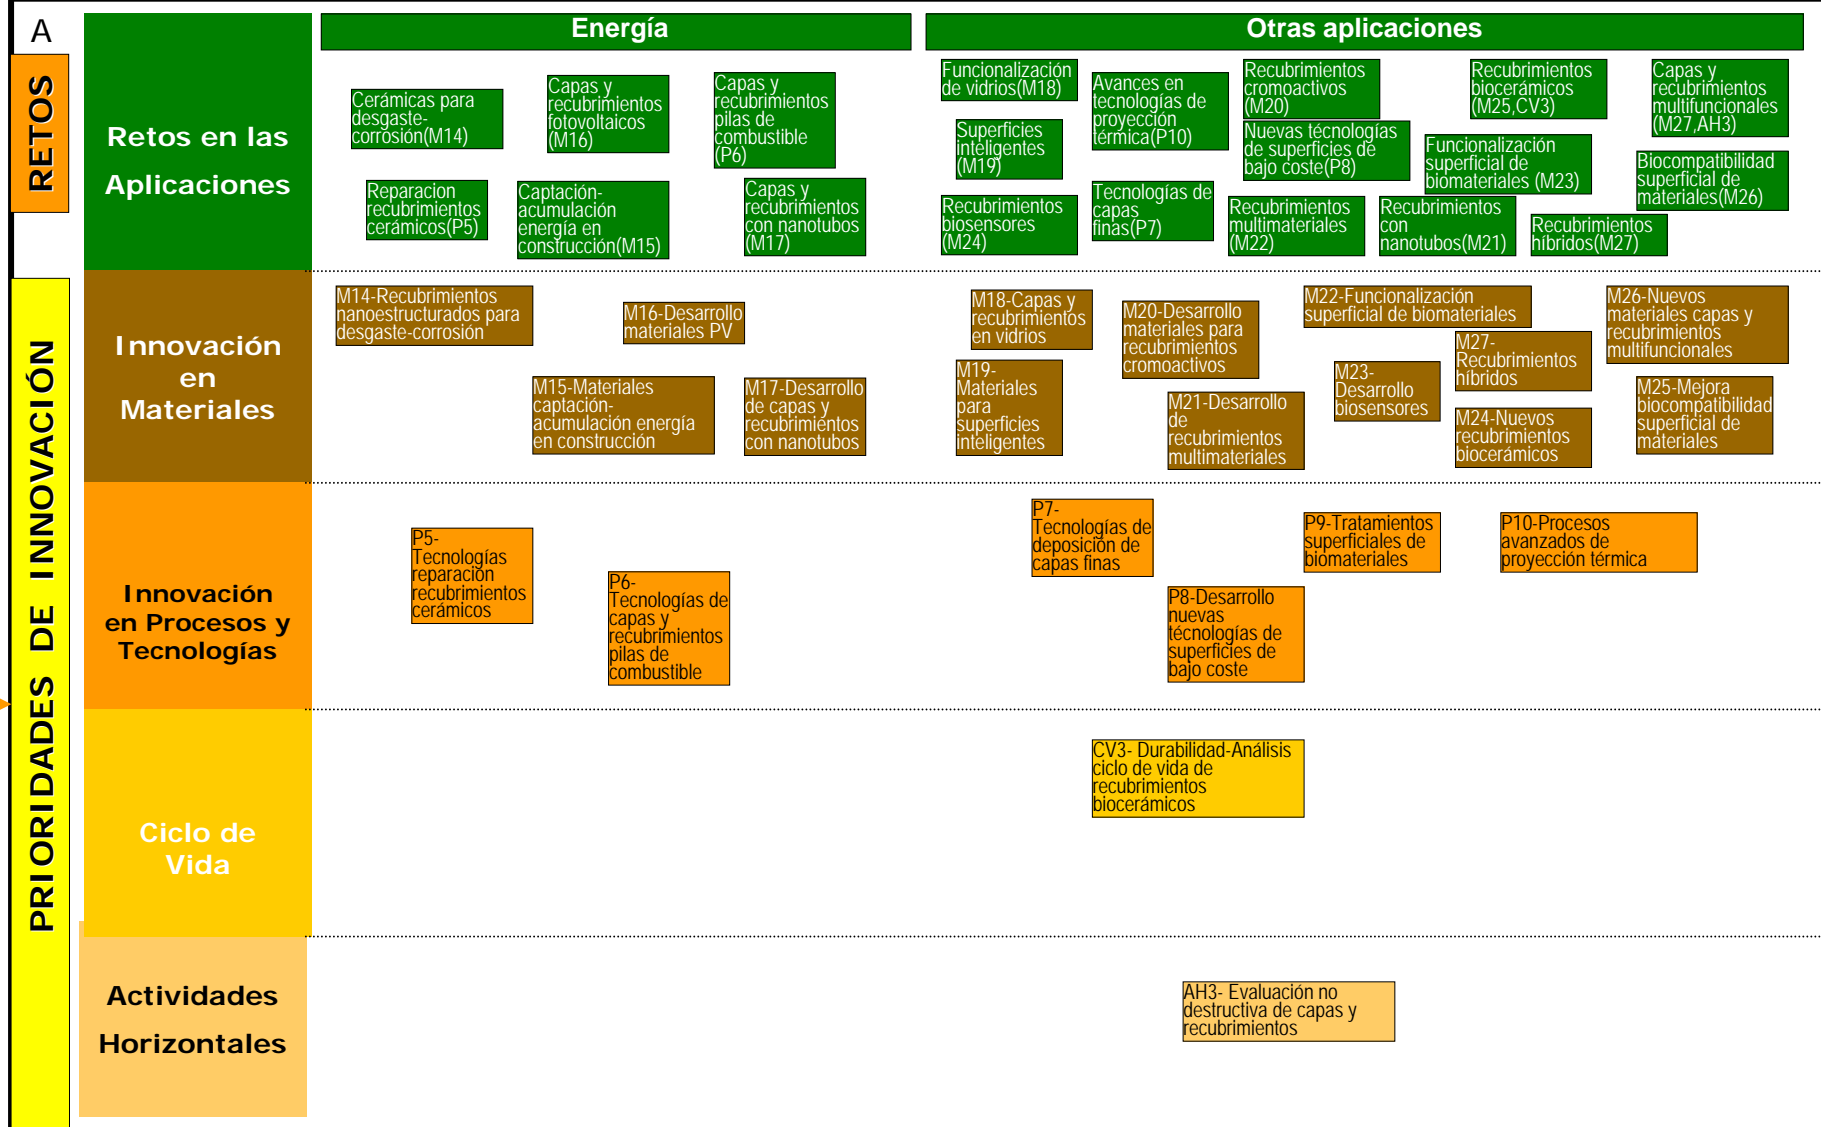 A
RETOS
PRIORIDADES DE INNOVACIÓN
Energía
Otras aplicaciones
Retos en las
Aplicaciones
Cerámicas para
desgaste-
corrosión(M14)
Capas y
recubrimientos
fotovoltaicos
(M16)
Capas y
recubrimientos
pilas de
combustible
(P6)
Reparacion
recubrimientos
cerámicos(P5)
Captación-
acumulación
energía en
construcción(M15)
Capas y
recubrimientos
con nanotubos
(M17)
Funcionalización
de vidrios(M18)
Avances en
tecnologías de
proyección
térmica(P10)
Recubrimientos
cromoactivos
(M20)
Recubrimientos
biocerámicos
(M25,CV3)
Capas y
recubrimientos
multifuncionales
(M27,AH3)
Superficies
inteligentes
(M19)
Nuevas técnologías
de superficies de
bajo coste(P8)
Funcionalización
superficial de
biomateriales (M23)
Biocompatibilidad
superficial de
materiales(M26)
Recubrimientos
biosensores
(M24)
Tecnologías de
capas
finas(P7)
Recubrimientos
multimateriales
(M22)
Recubrimientos
con
nanotubos(M21)
Recubrimientos
híbridos(M27)
Innovación
en
Materiales
M14-Recubrimientos
nanoestructurados para
desgaste-corrosión
M16-Desarrollo
materiales PV
M15-Materiales
captación-
acumulación energía
en construcción
M17-Desarrollo
de capas y
recubrimientos
con nanotubos
M18-Capas y
recubrimientos
en vidrios
M20-Desarrollo
materiales para
recubrimientos
cromoactivos
M22-Funcionalización
superficial de biomateriales
M26-Nuevos
materiales capas y
recubrimientos
multifuncionales
M27-
Recubrimientos
híbridos
M19-
Materiales
para
superficies
inteligentes
M23-
Desarrollo
biosensores
M25-Mejora
biocompatibilidad
superficial de
materiales
M21-Desarrollo
de
recubrimientos
multimateriales
M24-Nuevos
recubrimientos
biocerámicos
Innovación
en Procesos y
Tecnologías
P5-
Tecnologías
reparación
recubrimientos
cerámicos
P6-
Tecnologías de
capas y
recubrimientos
pilas de
combustible
P7-
Tecnologías de
deposición de
capas finas
P9-Tratamientos
superficiales de
biomateriales
P10-Procesos
avanzados de
proyección térmica
P8-Desarrollo
nuevas
técnologías de
superficies de
bajo coste
Ciclo de
Vida
CV3- Durabilidad-Análisis
ciclo de vida de
recubrimientos
biocerámicos
Actividades
Horizontales
AH3- Evaluación no
destructiva de capas y
recubrimientos